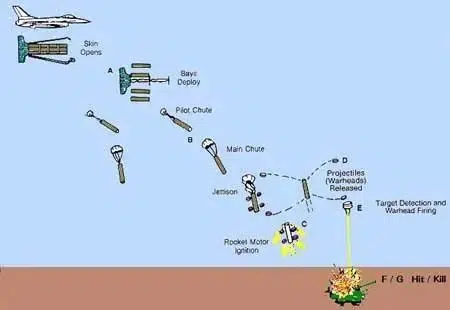 Skin
Opens
A
Bays
Deploy
Pilot Chute
B
Main Chute
D
Projectiles
(Warheads)
Released
Jettison
E
Target Detection and
Warhead Firing
C
Rocket Motor
Ignition
F / G Hit / Kill